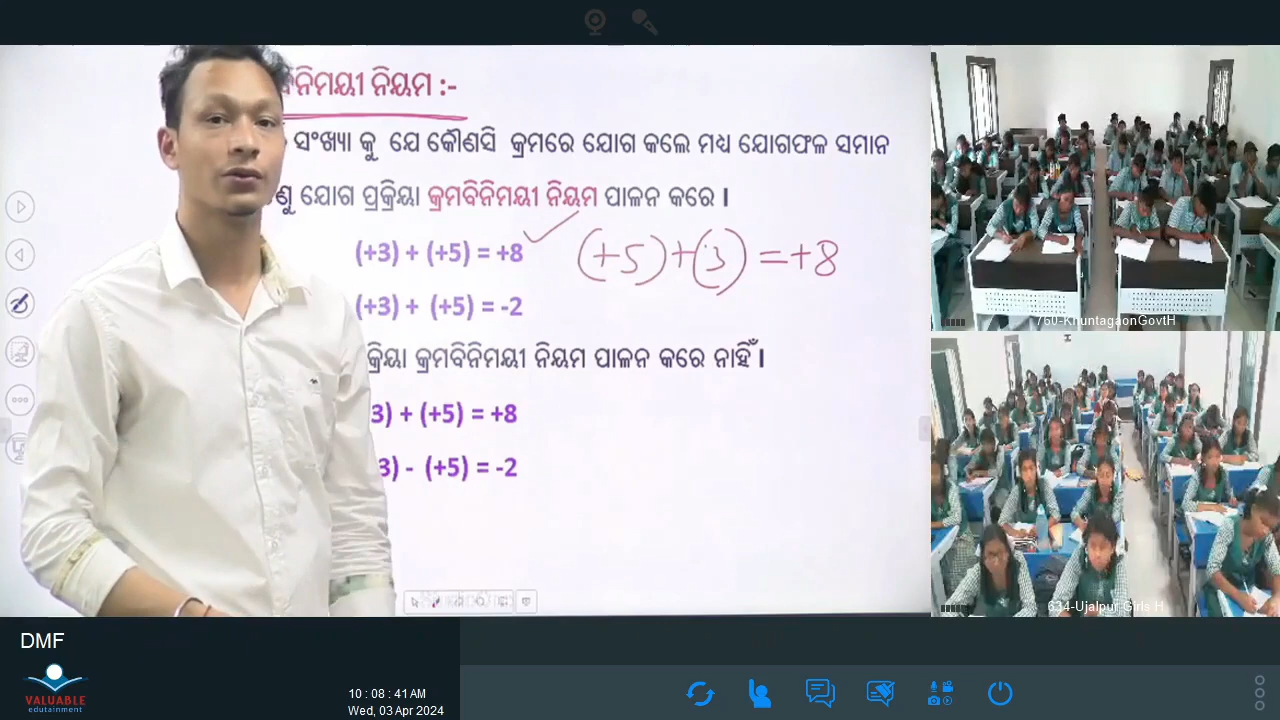 ବିନିମୟୀ ନିୟମ :-
ସଂଖ୍ୟା କୁ ଯେ କୌଣସି କ୍ରମରେ ଯୋଗ କଲେ ମଧ୍ୟ ଯୋଗଫଳ ସମାନ
ଯୋଗ ପ୍ରକ୍ରିୟା କ୍ରମବିନିମୟୀ ନିୟମ ପାଳନ କରେ ।
(+3) + (+5) = +8 (+5)+(3) =+8
(+3) + (+5) = -2
କ୍ରିୟା କ୍ରମବିନିମୟୀ ନିୟମ ପାଳନ କରେ ନାହିଁ ।
3) + (+5) = +8
3) - (+5) = -2
760-KhuntagaonGovtH
634-Ujalpur Girls H
DMF
VALUABLE
edutainment
10 : 08 : 41 AM
Wed, 03 Apr 2024